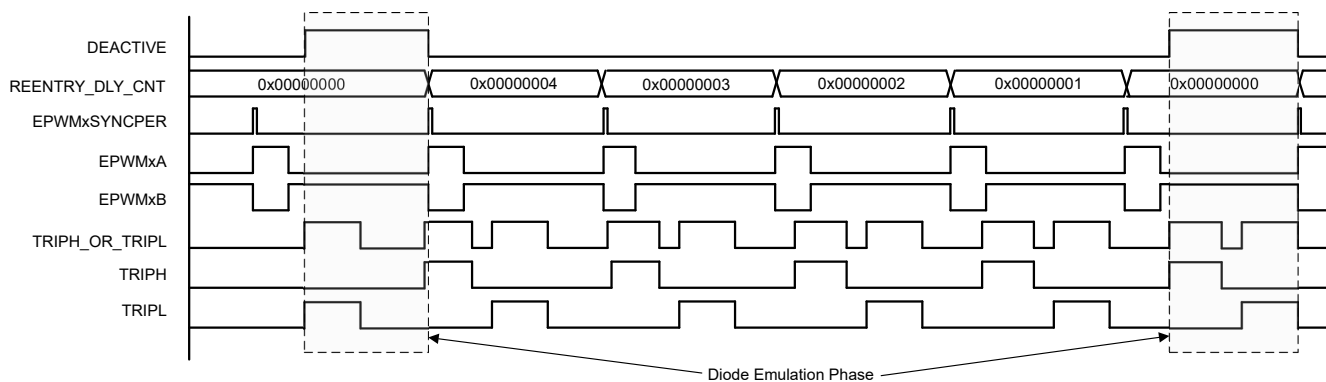 DEACTIVE
REENTRY_DLY_CNT 0x00000000 0x00000004 0x00000003 0x00000002 0x00000001 0x00000000
EPWMxSYNCPER
EPWMxA
EPWMxB
TRIPH_OR_TRIPL
TRIPH
TRIPL
Diode Emulation Phase